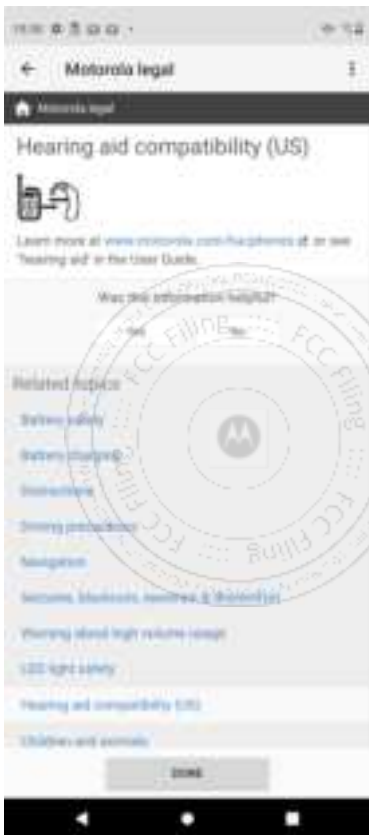 Motorola legal
Motorola legal
Hearing aid compatibility (US)
Learn more at www.motorola.com/hacphones or see
"hearing aid" in the User Guide.
Was this information helpful?
Yes No
FCC Filing FCC Filing FCC Filing FCC Filing
Related topics
Battery safety
Battery charging
Distractions
Driving precautions
Navigation
Seizures, blackouts, eyestrain, & discomfort
Warning about high volume usage
LED light safety
Hearing aid compatibility (US)
Children and animals
DONE